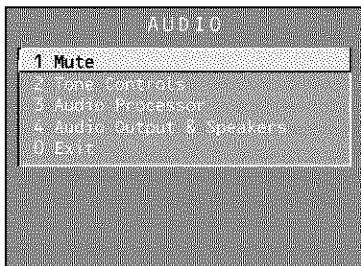 AUDIO
1 Mute
2 Tone Controls
3 Audio Processor
4 Audio Output & Speakers
0 Exit